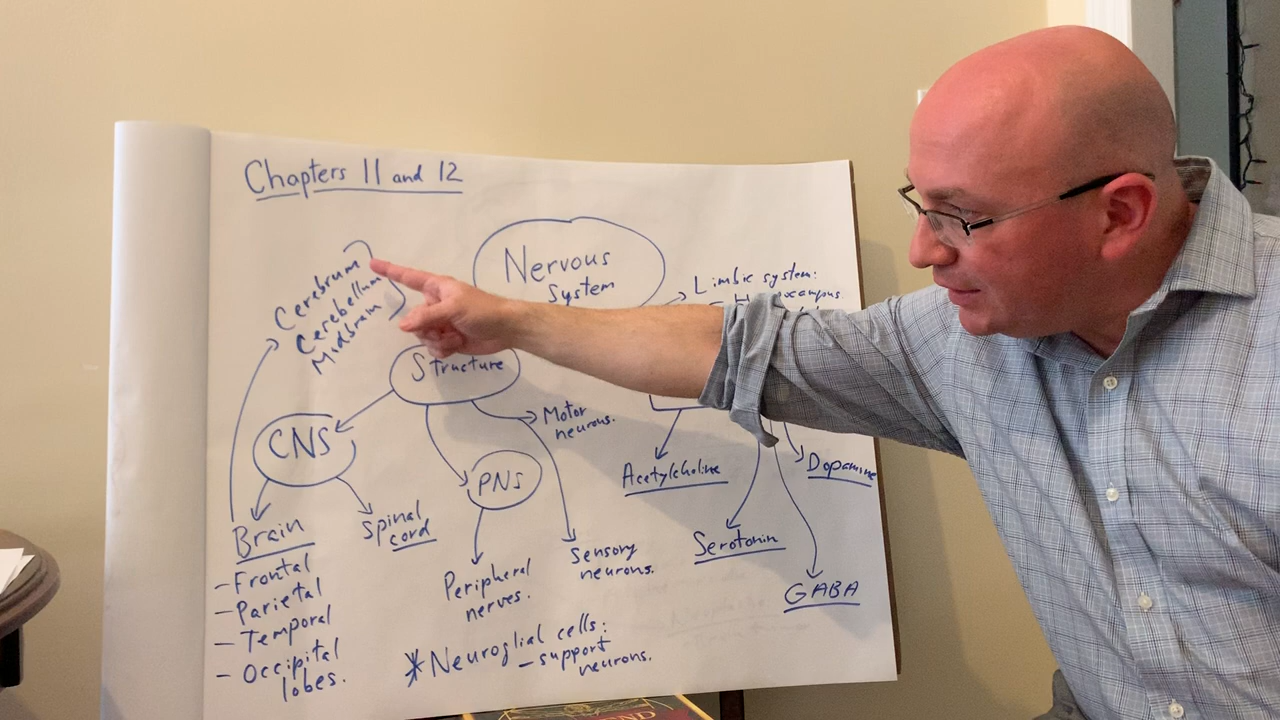 Chapters 11 and 12
Nervous
System
Cerebrum
Cerebellum
Midbrain
Limbic system:
Structure
Motor
neurons.
CNS
PNS
Acetylcholine
Dopamine
Brain
Spinal
cord
Serotonin
Sensory
neurons.
Peripheral
nerves.
GABA
- Frontal
- Parietal
- Temporal
- Occipital
lobes.
* Neuroglial cells:
- support
neurons.